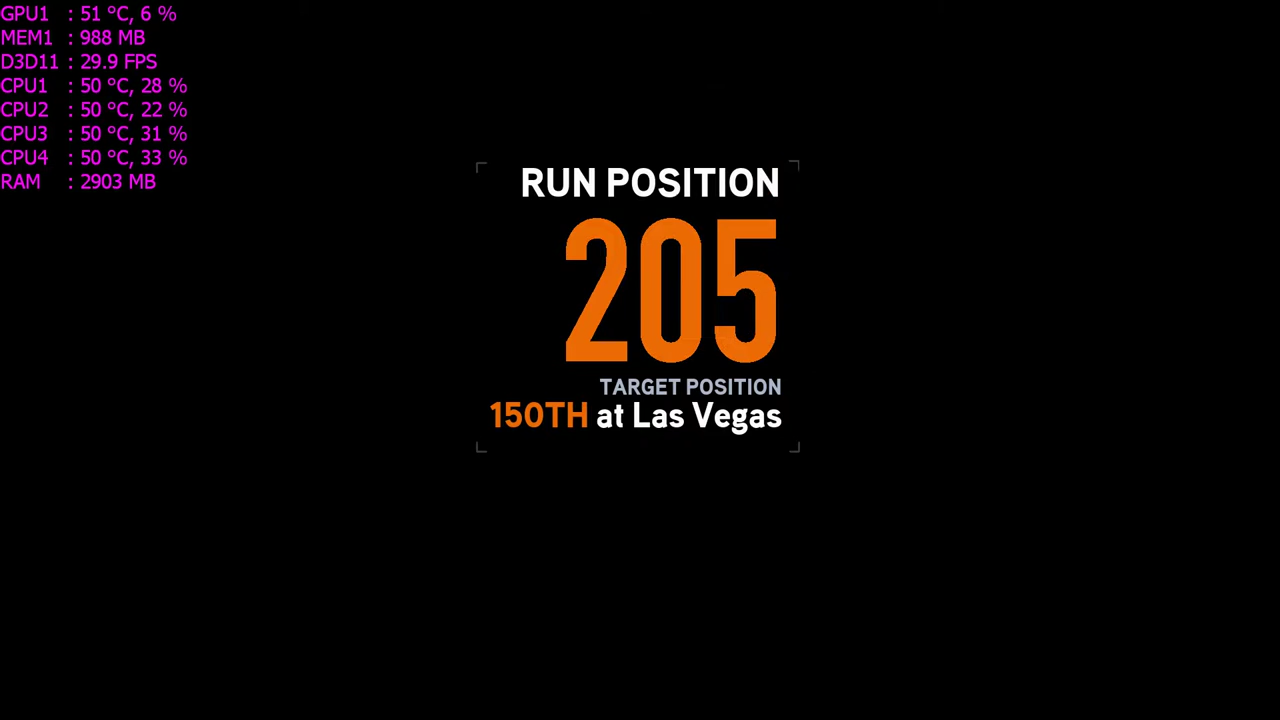 GPU1 : 51 °C, 6 %
MEM1 : 988 MB
D3D11 : 29.9 FPS
CPU1 : 50 °C, 28 %
CPU2 : 50 °C, 22 %
CPU3 : 50 °C, 31 %
CPU4 : 50 °C, 33 %
RAM : 2903 MB
RUN POSITION
205
TARGET POSITION
150TH at Las Vegas